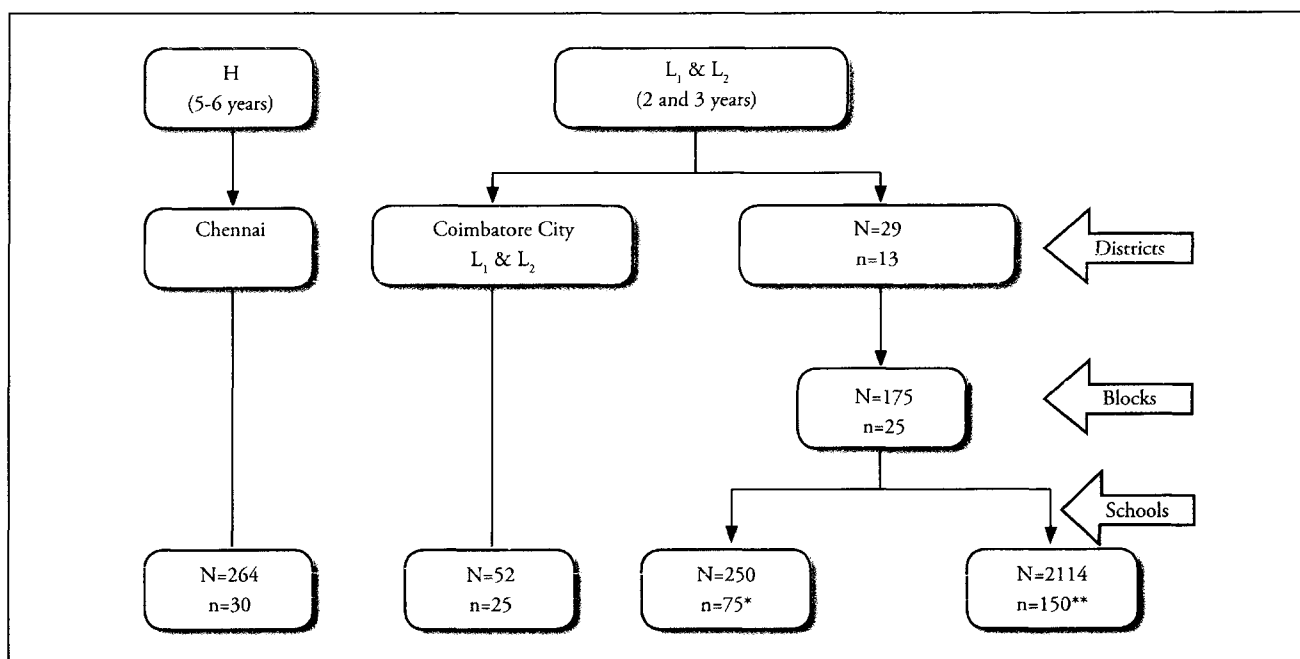 H
(5-6 years)
L₁ & L₂
(2 and 3 years)
Chennai
Coimbatore City
L₁ & L₂
N=29
n=13
Districts
N=175
n=25
Blocks
Schools
N=264
n=30
N=52
n=25
N=250
n=75*
N=2114
n=150**